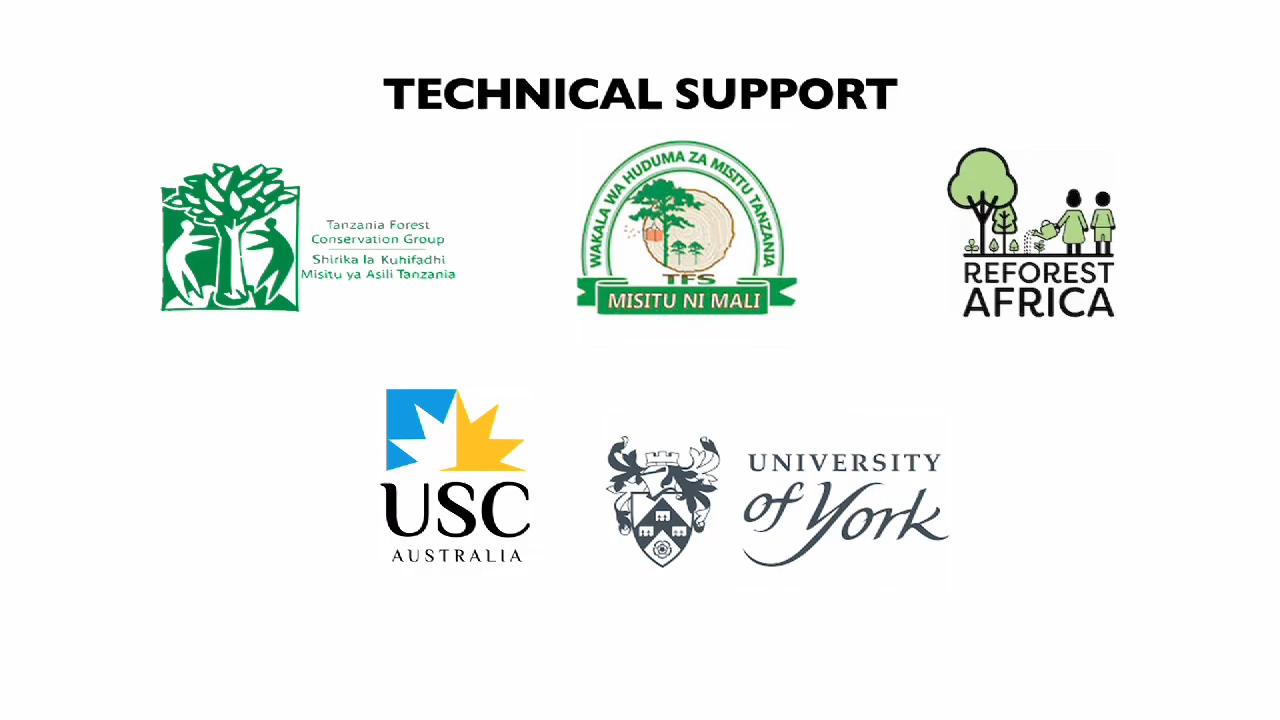 TECHNICAL SUPPORT
Tanzania Forest
Conservation Group
Shirika la Kuhifadhi
Misitu ya Asili Tanzania
WAKALA WA HUDUMA ZA MISITU TANZANIA
TFS
MISITU NI MALI
REFOREST
AFRICA
USC
AUSTRALIA
UNIVERSITY
of York